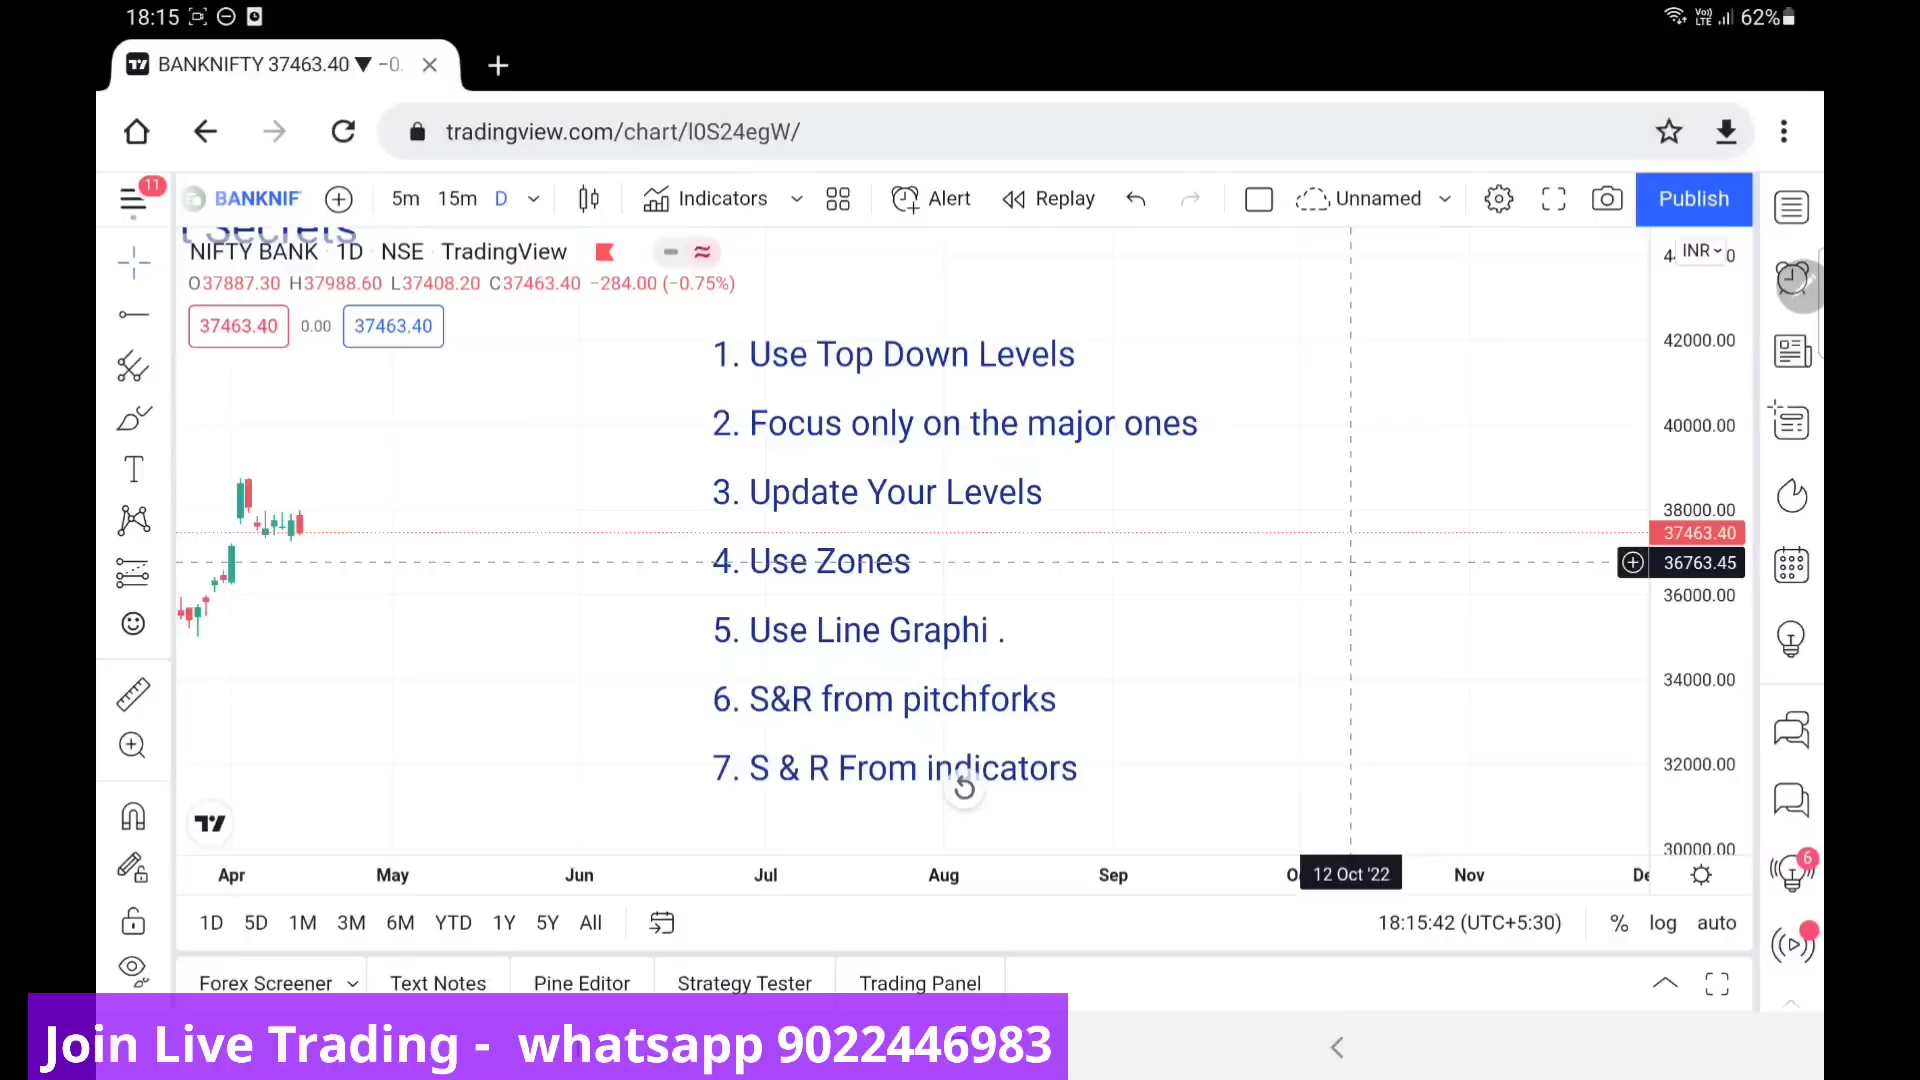 18:15 62%
BANKNIFTY 37463.40 ▼ −0.
tradingview.com/chart/l0S24egW/
11 BANKNIF 5m 15m D Indicators Alert Replay Unnamed Publish
t Secrets
NIFTY BANK 1D NSE TradingView INR
O37887.30 H37988.60 L37408.20 C37463.40 −284.00 (−0.75%)
37463.40 0.00 37463.40
1. Use Top Down Levels
2. Focus only on the major ones
3. Update Your Levels
4. Use Zones
5. Use Line Graphi .
6. S&R from pitchforks
7. S & R From indicators
42000.00
40000.00
38000.00
37463.40
36763.45
36000.00
34000.00
32000.00
30000.00
Apr May Jun Jul Aug Sep 12 Oct '22 Nov
6
1D 5D 1M 3M 6M YTD 1Y 5Y All 18:15:42 (UTC+5:30) % log auto
Forex Screener Text Notes Pine Editor Strategy Tester Trading Panel
Join Live Trading - whatsapp 9022446983